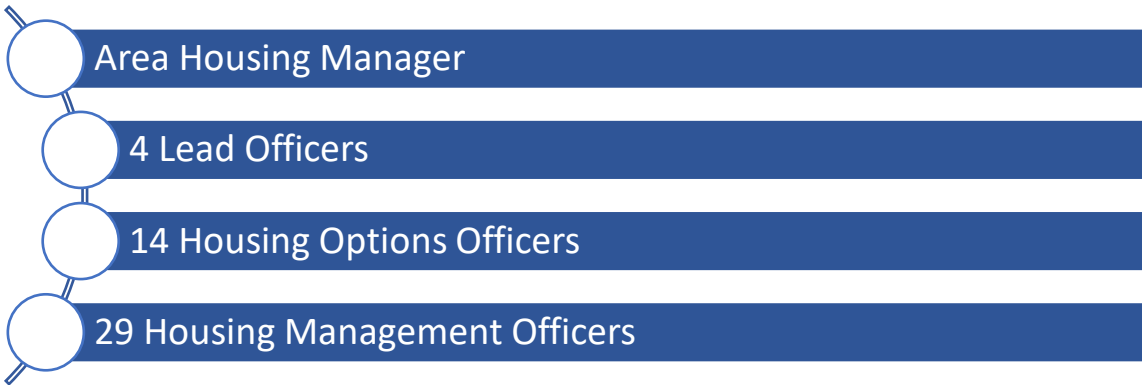 Area Housing Manager
4 Lead Officers
14 Housing Options Officers
29 Housing Management Officers